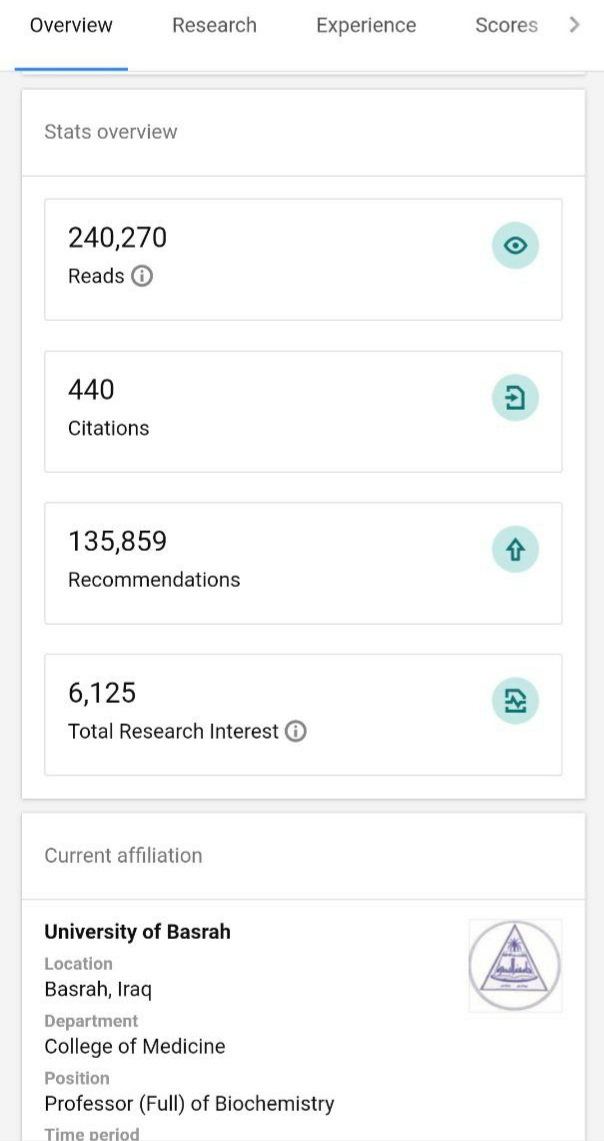 Overview Research Experience Scores
Stats overview
240,270
Reads
440
Citations
135,859
Recommendations
6,125
Total Research Interest
Current affiliation
University of Basrah
Location
Basrah, Iraq
Department
College of Medicine
Position
Professor (Full) of Biochemistry
Time period